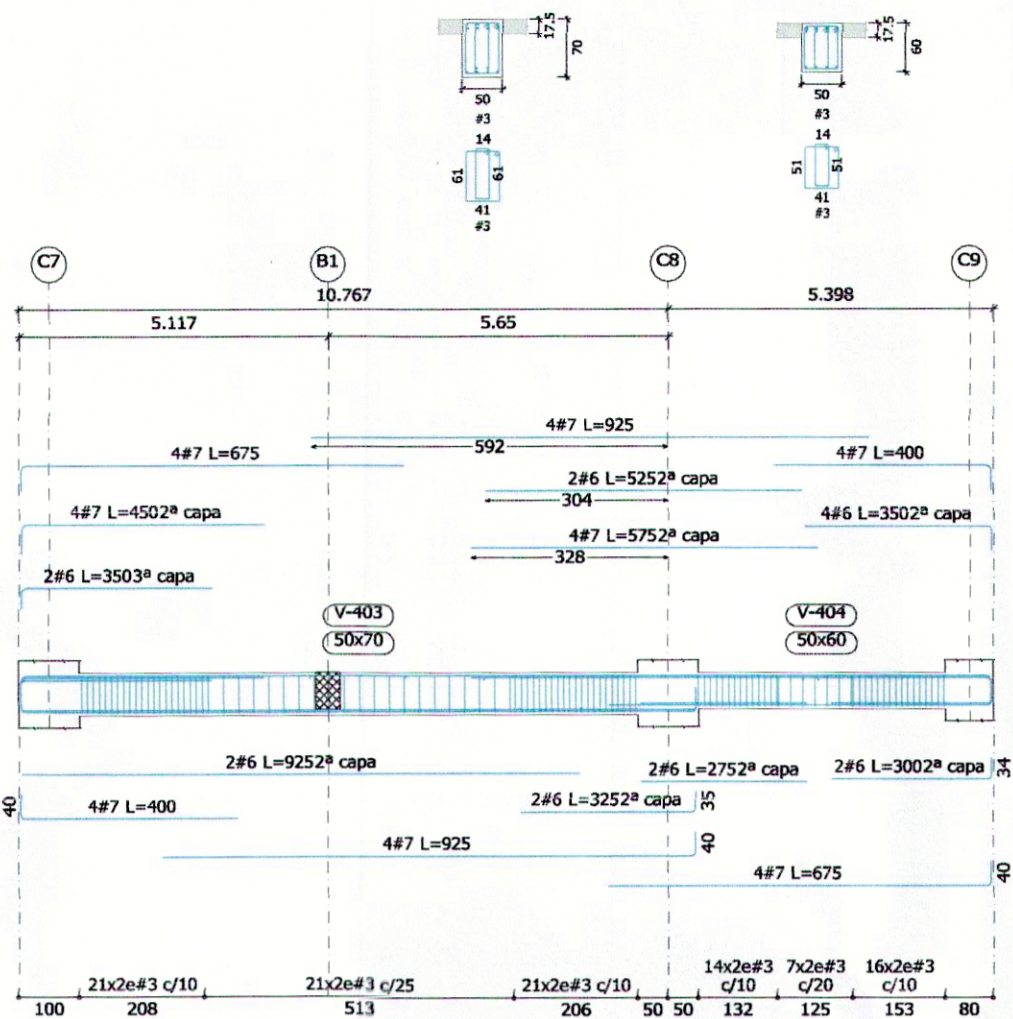 17.5
70
50
#3
14
61
61
41
#3
17.5
60
50
#3
14
51
51
41
#3
C7
B1
C8
C9
10.767
5.398
5.117
5.65
4#7 L=925
592
4#7 L=675
4#7 L=400
2#6 L=5252ª capa
304
4#7 L=4502ª capa
4#6 L=3502ª capa
4#7 L=5752ª capa
328
2#6 L=3503ª capa
V-403
50x70
V-404
50x60
2#6 L=9252ª capa
2#6 L=2752ª capa
2#6 L=3002ª capa
34
40
4#7 L=400
2#6 L=3252ª capa
35
4#7 L=925
40
4#7 L=675
40
14x2e#3 7x2e#3 16x2e#3
21x2e#3 c/10 21x2e#3 c/25 21x2e#3 c/10 c/10 c/20 c/10
100 208 513 206 50 50 132 125 153 80